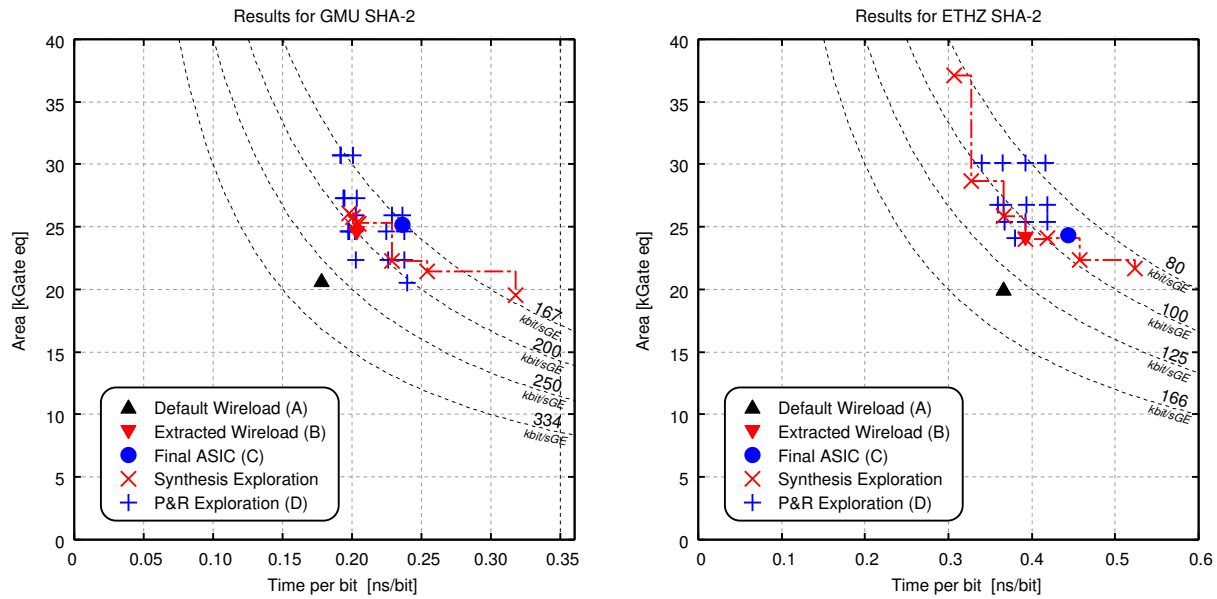 Results for GMU SHA-2
Area [kGate eq]
40
35
30
25
20
15
10
5
0
0
0.05
0.10
0.15
0.20
0.25
0.30
0.35
Time per bit [ns/bit]
167
kbit/sGE
200
kbit/sGE
250
kbit/sGE
334
kbit/sGE
Default Wireload (A)
Extracted Wireload (B)
Final ASIC (C)
Synthesis Exploration
P&R Exploration (D)
Results for ETHZ SHA-2
Area [kGate eq]
40
35
30
25
20
15
10
5
0
0
0.1
0.2
0.3
0.4
0.5
0.6
Time per bit [ns/bit]
80
kbit/sGE
100
kbit/sGE
125
kbit/sGE
166
kbit/sGE
Default Wireload (A)
Extracted Wireload (B)
Final ASIC (C)
Synthesis Exploration
P&R Exploration (D)